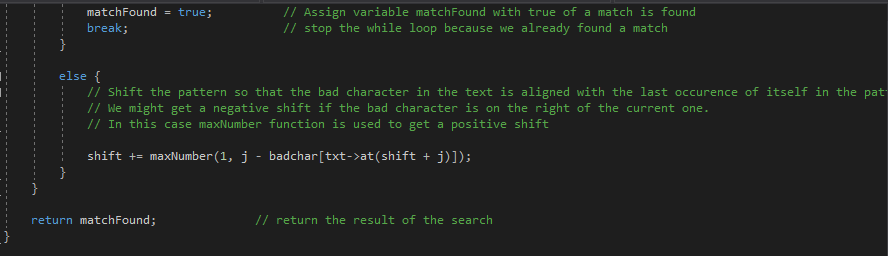 matchFound = true; // Assign variable matchFound with true of a match is found
break; // stop the while loop because we already found a match
}
else {
// Shift the pattern so that the bad character in the text is aligned with the last occurence of itself in the pat
// We might get a negative shift if the bad character is on the right of the current one.
// In this case maxNumber function is used to get a positive shift
shift += maxNumber(1, j - badchar[txt->at(shift + j)]);
}
}
return matchFound; // return the result of the search
}